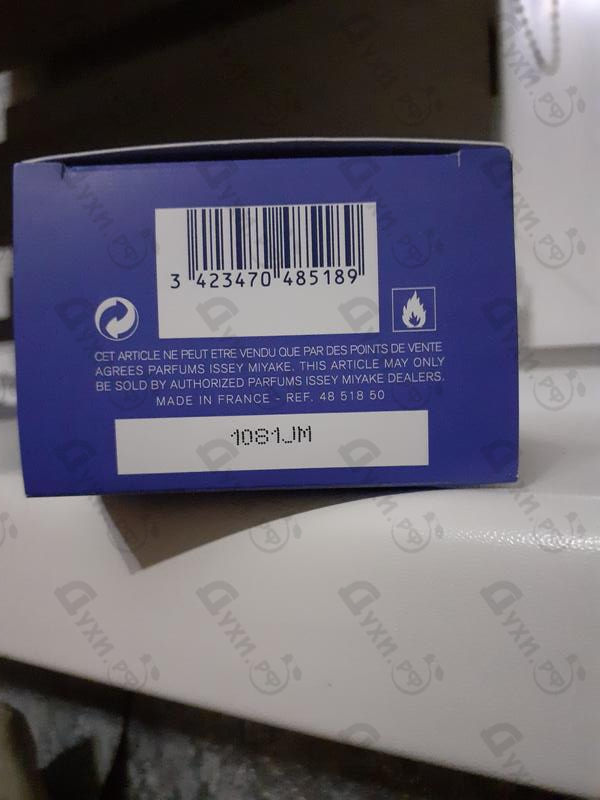 3 423470 485189
CET ARTICLE NE PEUT ETRE VENDU QUE PAR DES POINTS DE VENTE
AGREES PARFUMS ISSEY MIYAKE. THIS ARTICLE MAY ONLY
BE SOLD BY AUTHORIZED PARFUMS ISSEY MIYAKE DEALERS.
MADE IN FRANCE - REF. 48 518 50
1081JM
Духи.рф